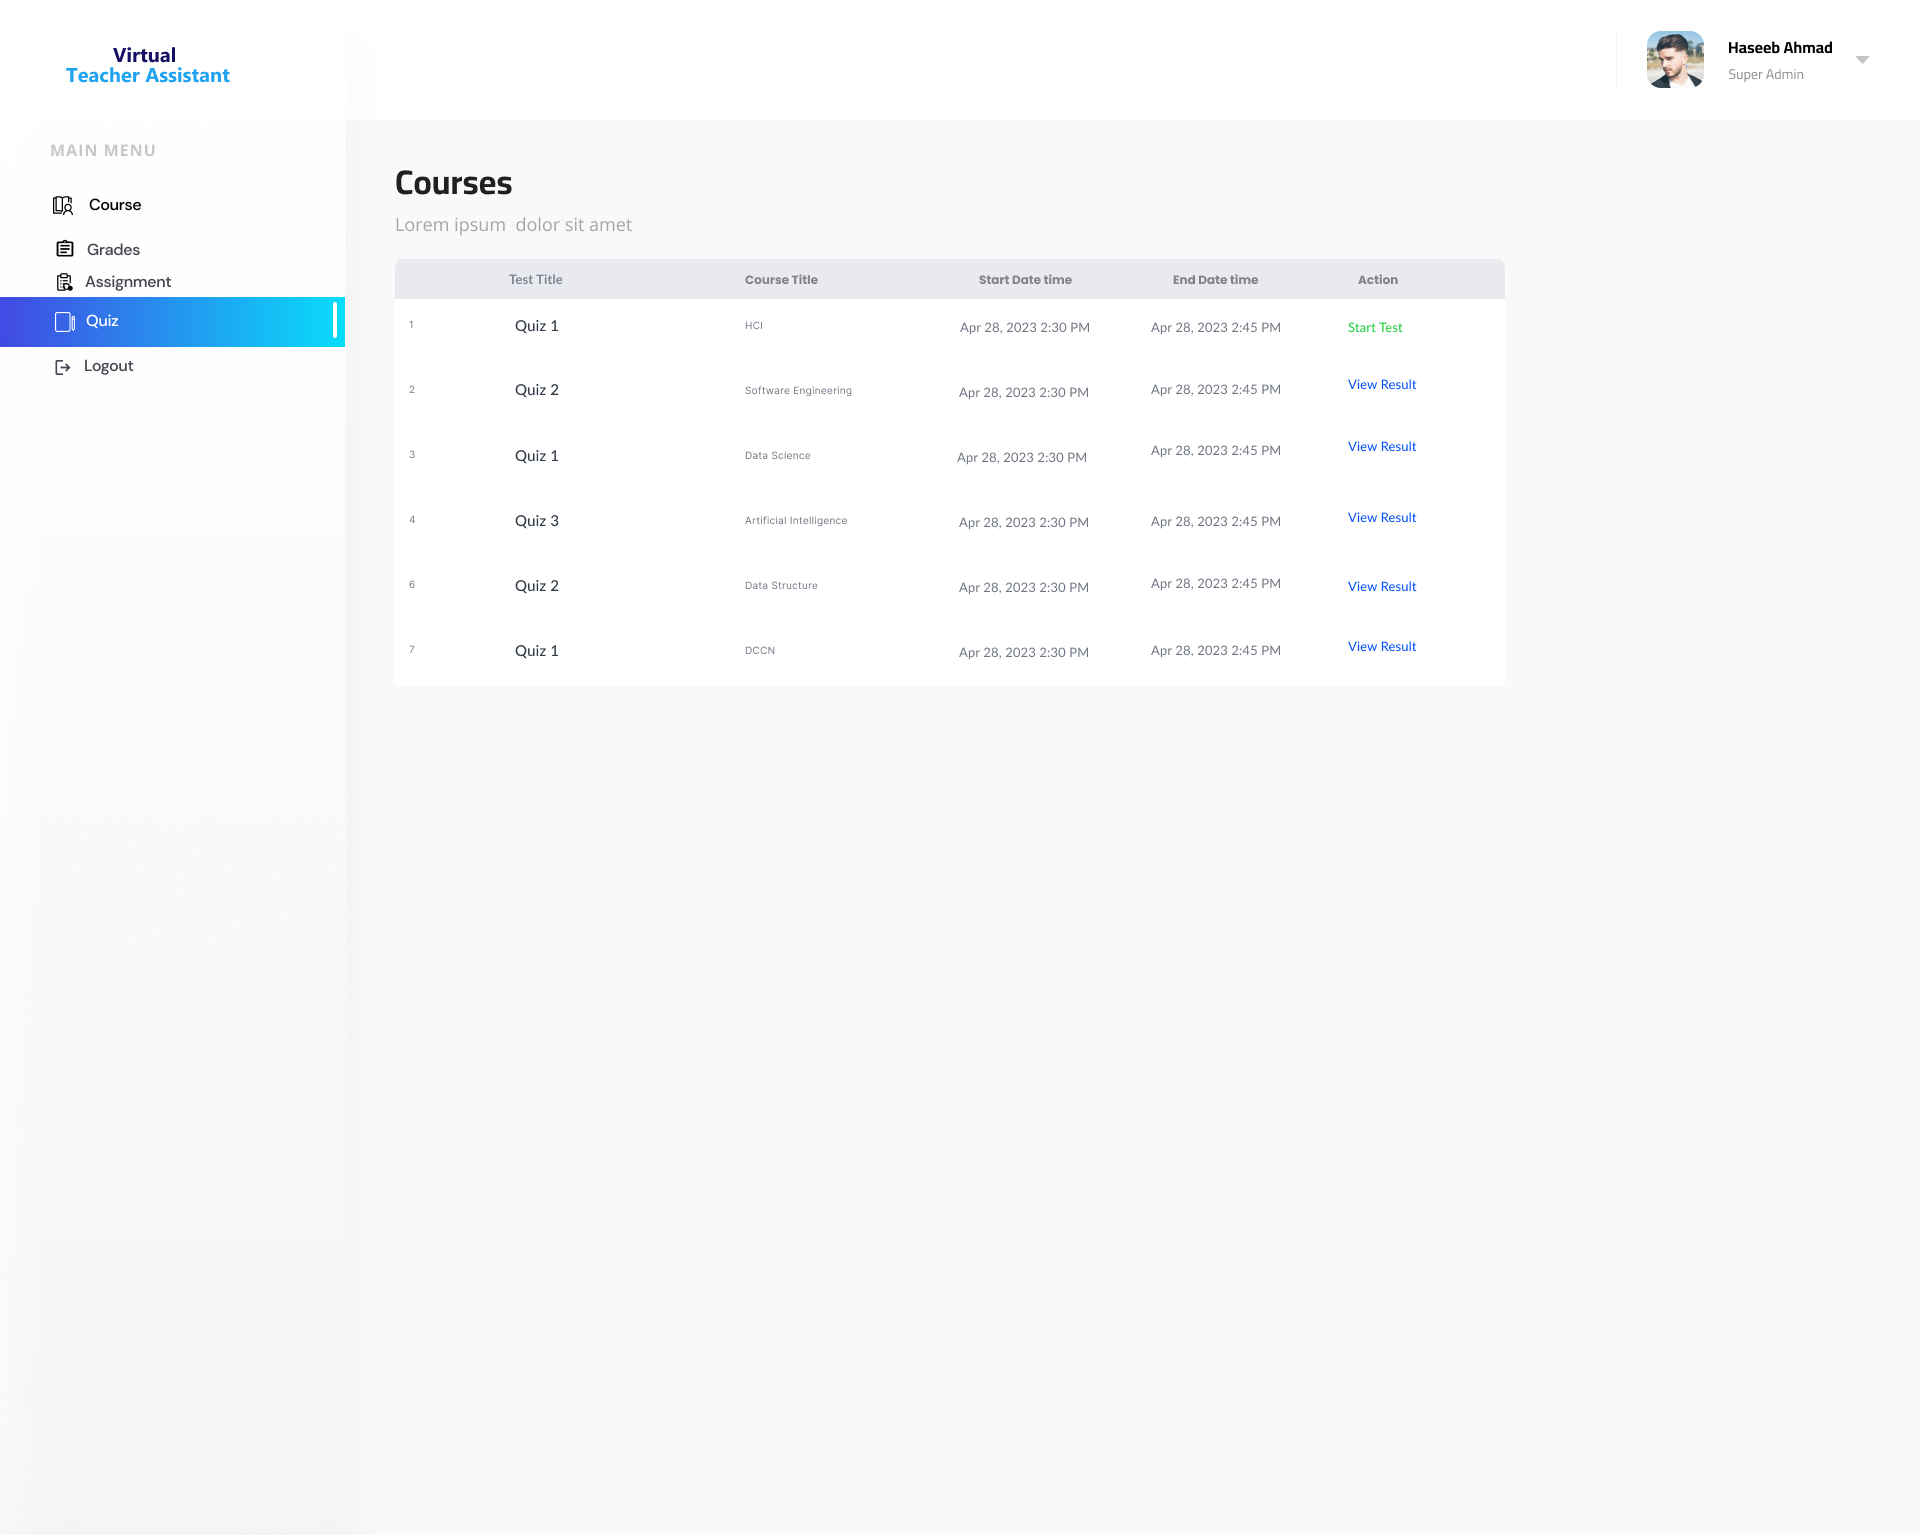 Virtual
Teacher Assistant
Haseeb Ahmad
Super Admin
MAIN MENU
Course
Grades
Assignment
Quiz
Logout
Courses
Lorem ipsum  dolor sit amet
Test Title Course Title Start Date time End Date time Action
1 Quiz 1 HCI Apr 28, 2023 2:30 PM Apr 28, 2023 2:45 PM Start Test
2 Quiz 2 Software Engineering Apr 28, 2023 2:30 PM Apr 28, 2023 2:45 PM View Result
3 Quiz 1 Data Science Apr 28, 2023 2:30 PM Apr 28, 2023 2:45 PM View Result
4 Quiz 3 Artificial Intelligence Apr 28, 2023 2:30 PM Apr 28, 2023 2:45 PM View Result
6 Quiz 2 Data Structure Apr 28, 2023 2:30 PM Apr 28, 2023 2:45 PM View Result
7 Quiz 1 DCCN Apr 28, 2023 2:30 PM Apr 28, 2023 2:45 PM View Result